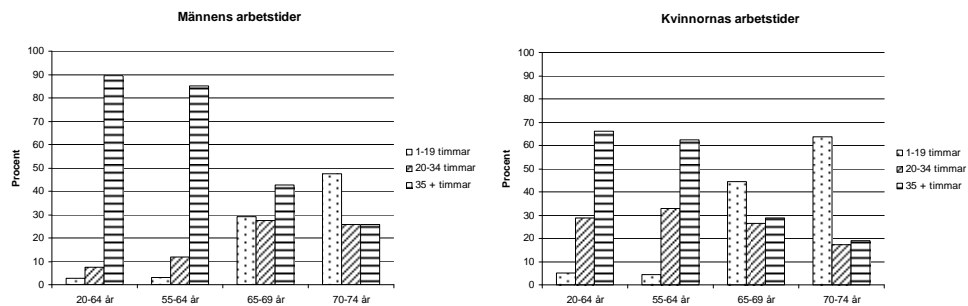 Männens arbetstider
100
90
80
70
60
50
40
30
20
10
0
Procent
20-64 år 55-64 år 65-69 år 70-74 år
1-19 timmar
20-34 timmar
35 + timmar
Kvinnornas arbetstider
100
90
80
70
60
50
40
30
20
10
0
Procent
20-64 år 55-64 år 65-69 år 70-74 år
1-19 timmar
20-34 timmar
35 + timmar